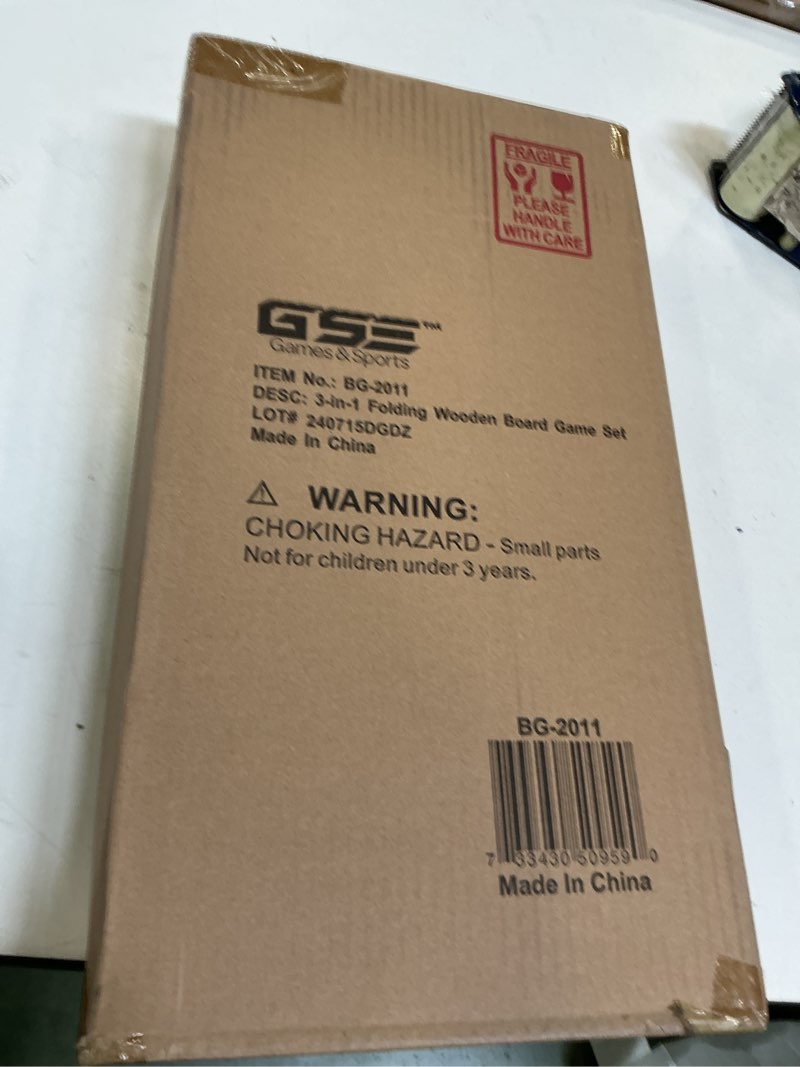 FRAGILE
PLEASE
HANDLE
WITH CARE
GSE™
Games & Sports
ITEM No.: BG-2011
DESC: 3-in-1 Folding Wooden Board Game Set
LOT# 240715DGDZ
Made In China
⚠ WARNING:
CHOKING HAZARD - Small parts
Not for children under 3 years.
BG-2011
7 33430 50959 0
Made In China